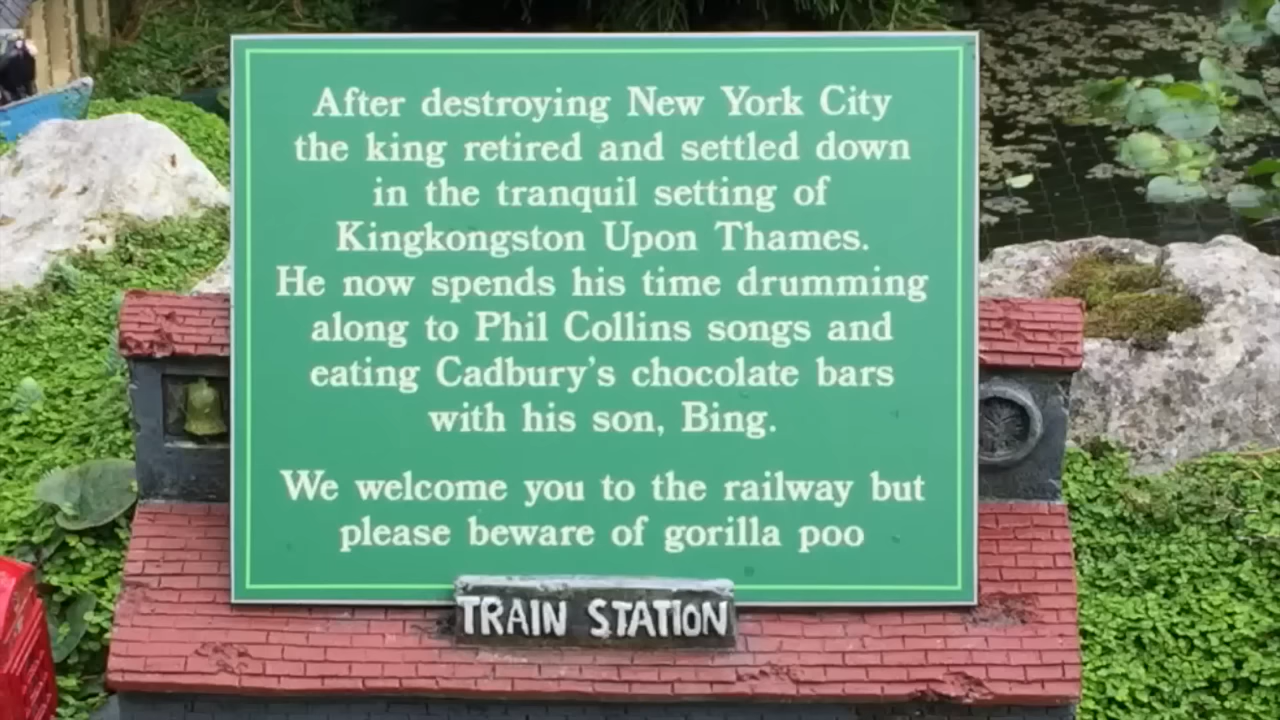 After destroying New York City
the king retired and settled down
in the tranquil setting of
Kingkongston Upon Thames.
He now spends his time drumming
along to Phil Collins songs and
eating Cadbury's chocolate bars
with his son, Bing.
We welcome you to the railway but
please beware of gorilla poo
TRAIN STATION